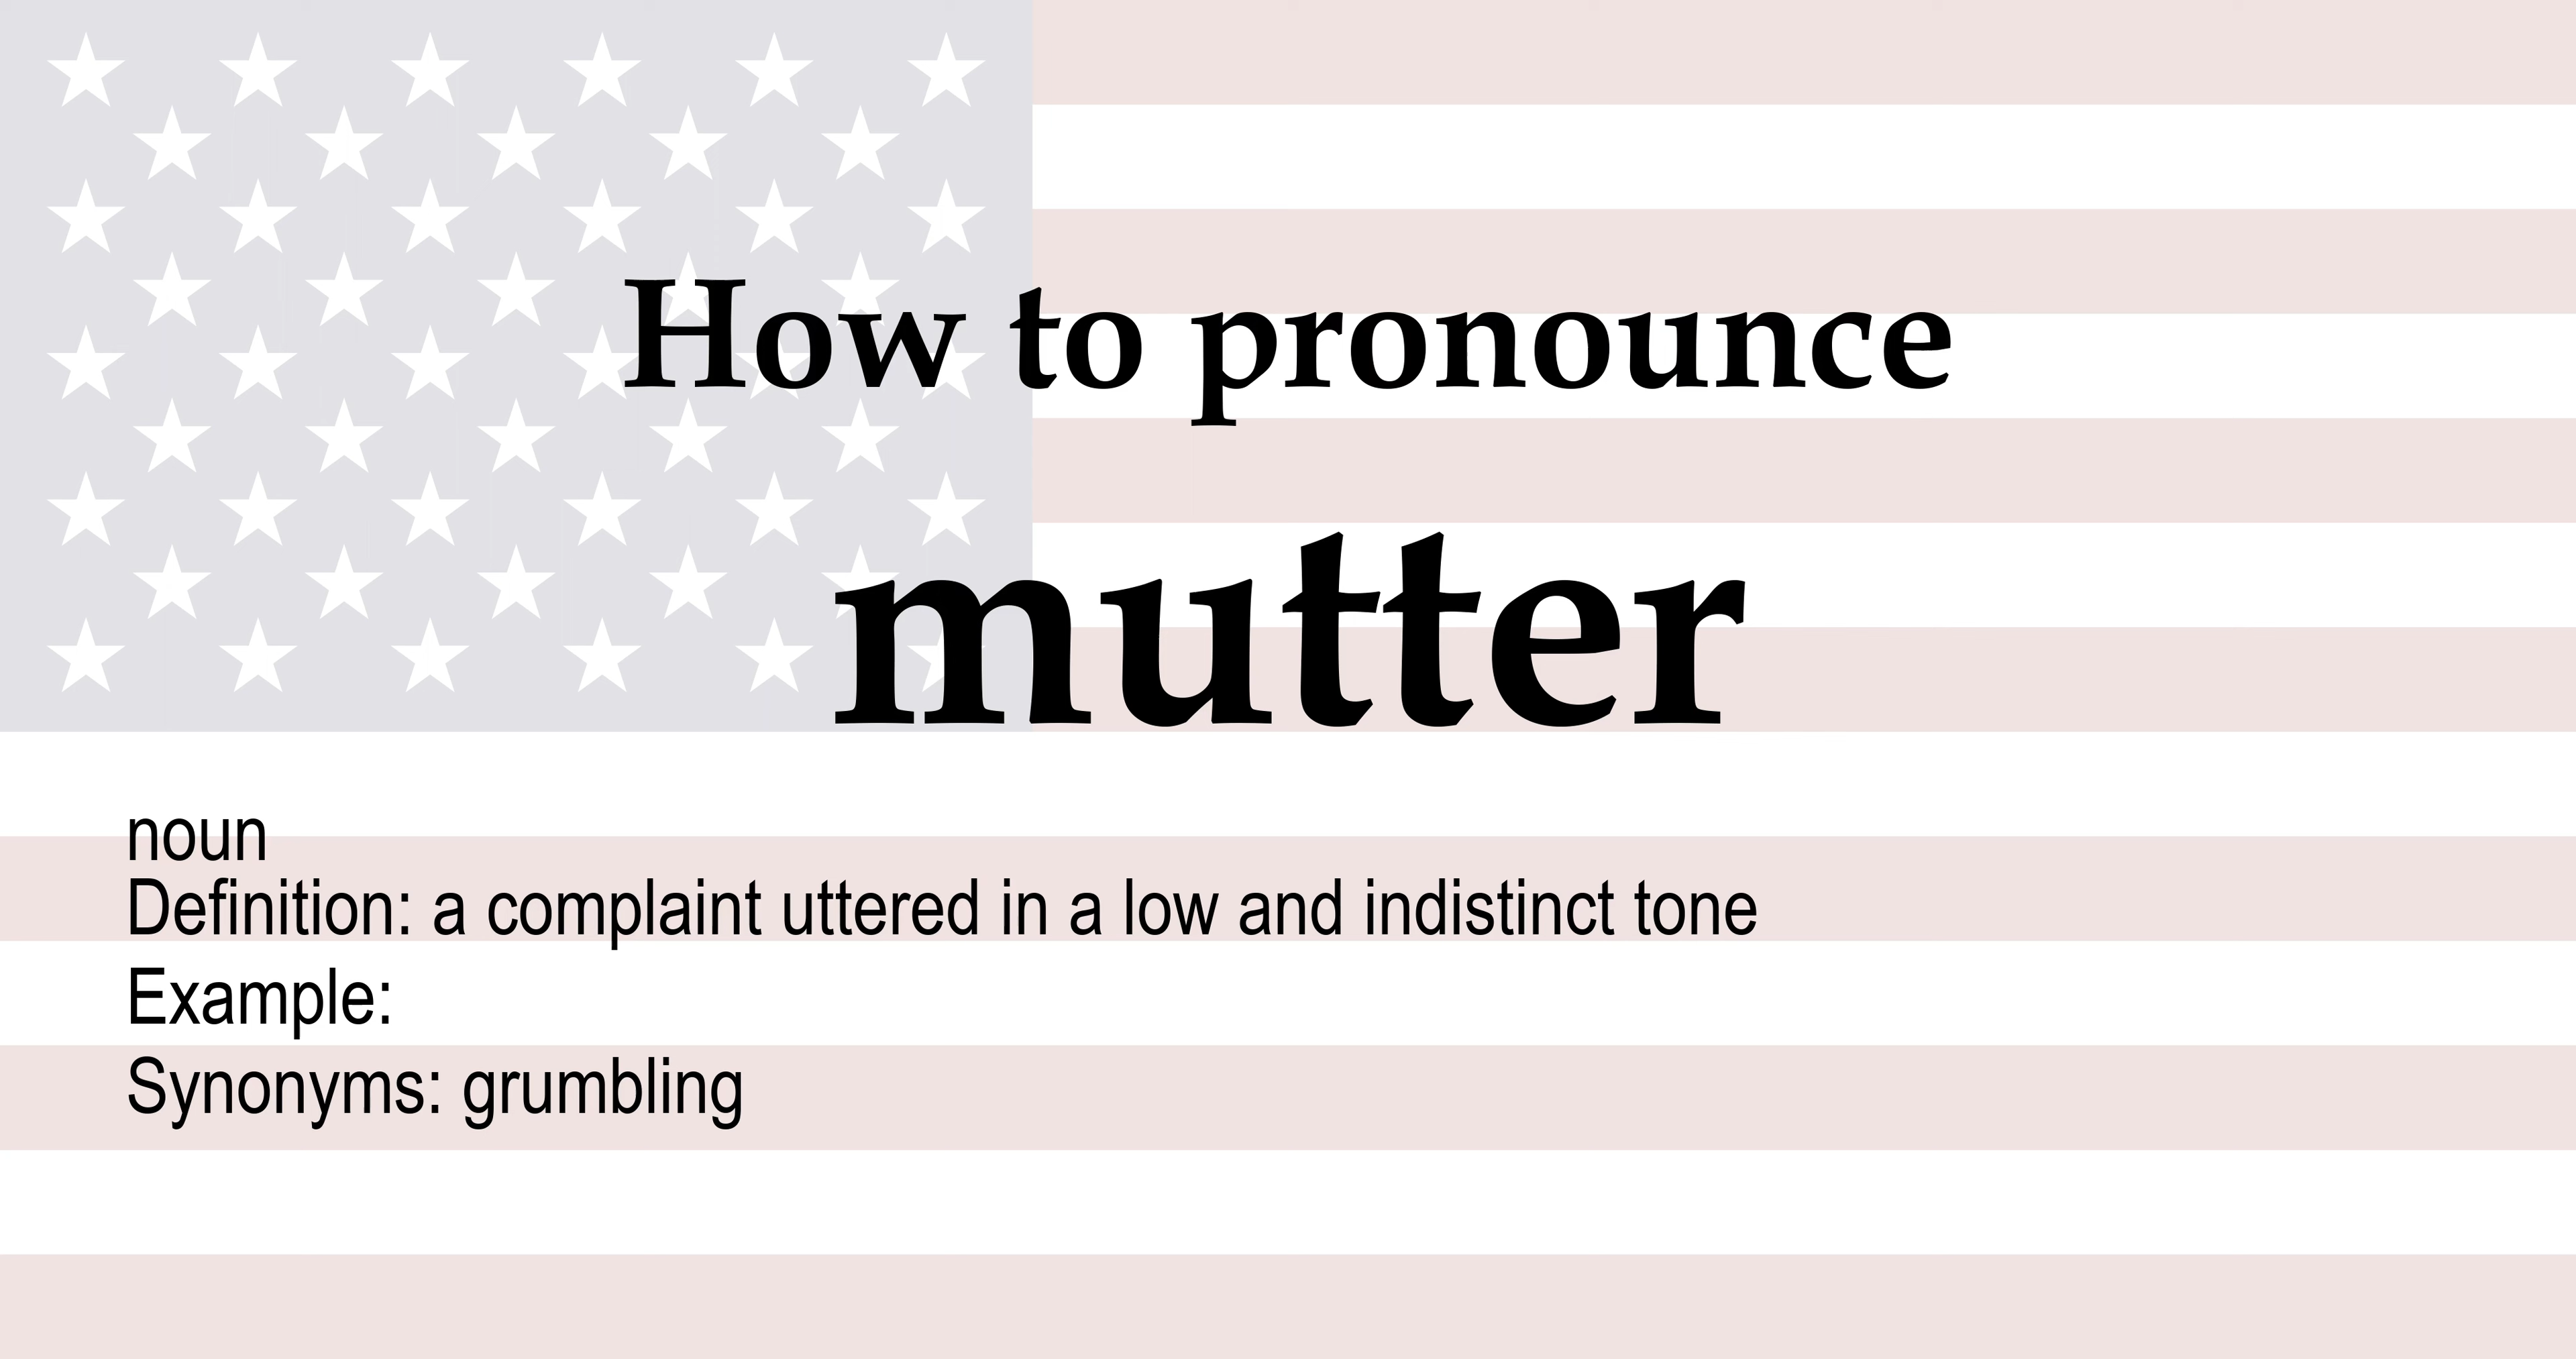 How to pronounce
mutter
noun
Definition: a complaint uttered in a low and indistinct tone
Example:
Synonyms: grumbling